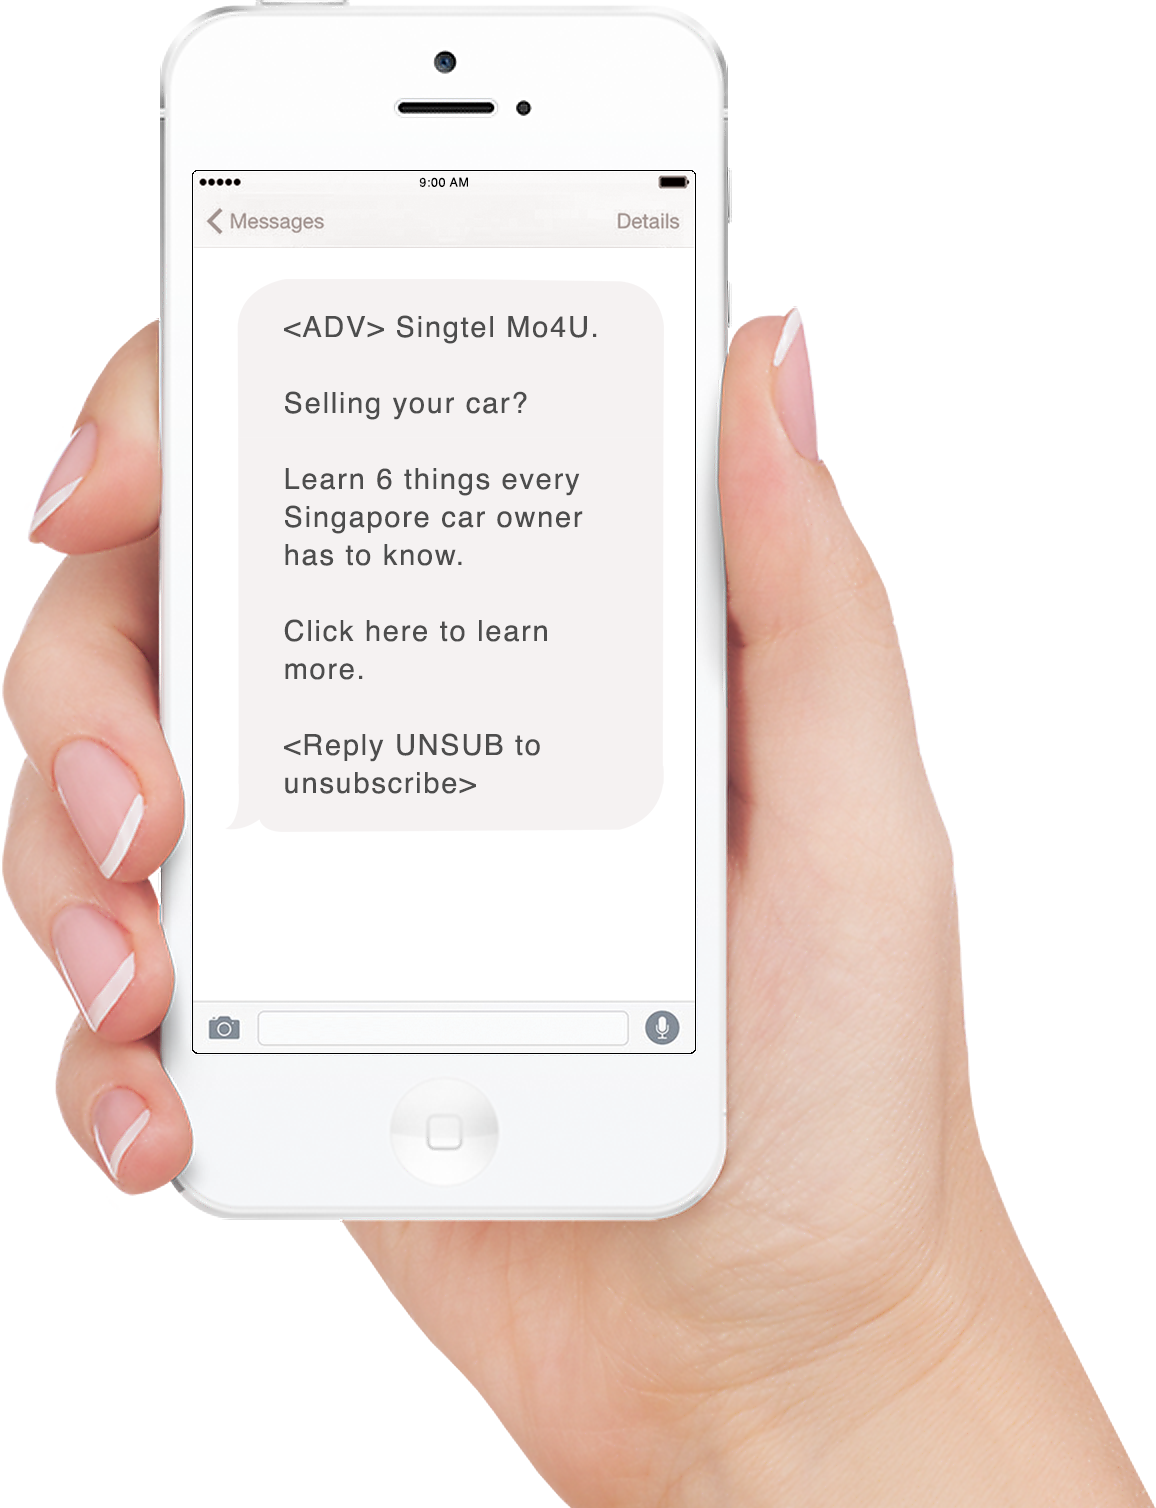 9:00 AM
Messages
Details
<ADV> Singtel Mo4U.
Selling your car?
Learn 6 things every
Singapore car owner
has to know.
Click here to learn
more.
<Reply UNSUB to
unsubscribe>